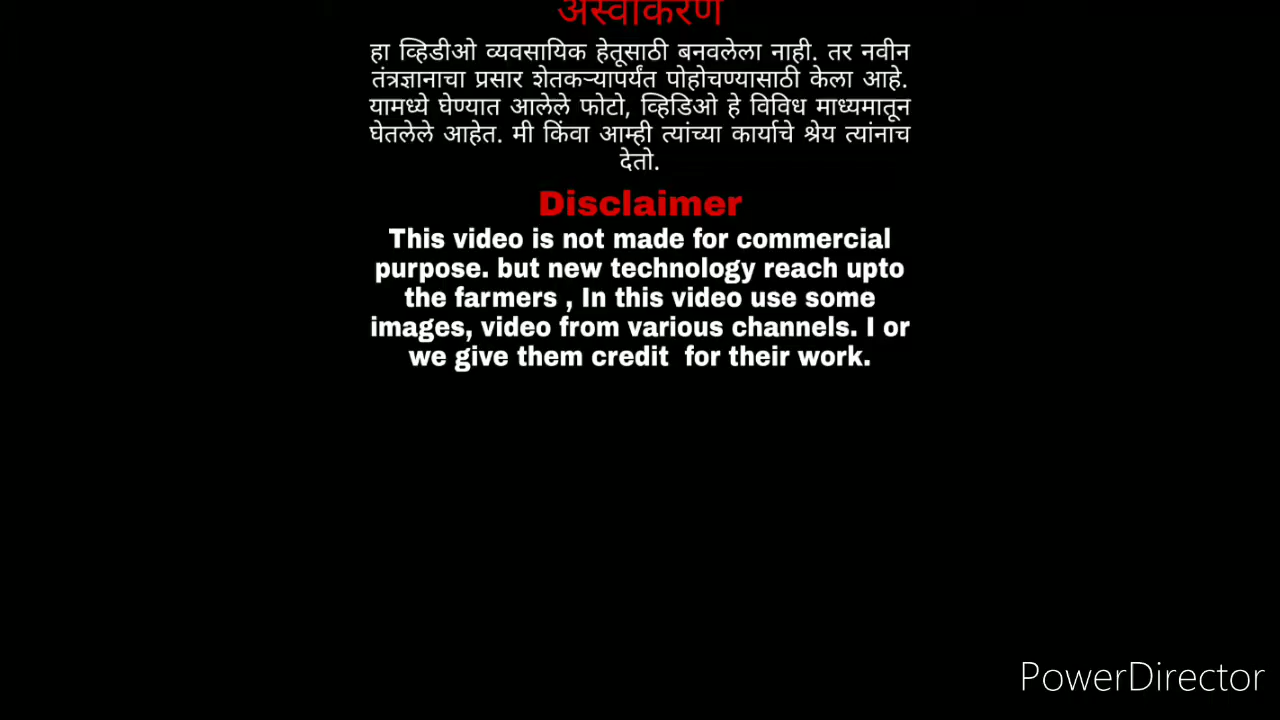 अस्वीकरण
हा व्हिडीओ व्यवसायिक हेतूसाठी बनवलेला नाही. तर नवीन
तंत्रज्ञानाचा प्रसार शेतकऱ्यापर्यंत पोहोचण्यासाठी केला आहे.
यामध्ये घेण्यात आलेले फोटो, व्हिडिओ हे विविध माध्यमातून
घेतलेले आहेत. मी किंवा आम्ही त्यांच्या कार्याचे श्रेय त्यांनाच
देतो.
Disclaimer
This video is not made for commercial
purpose. but new technology reach upto
the farmers , In this video use some
images, video from various channels. I or
we give them credit  for their work.
PowerDirector